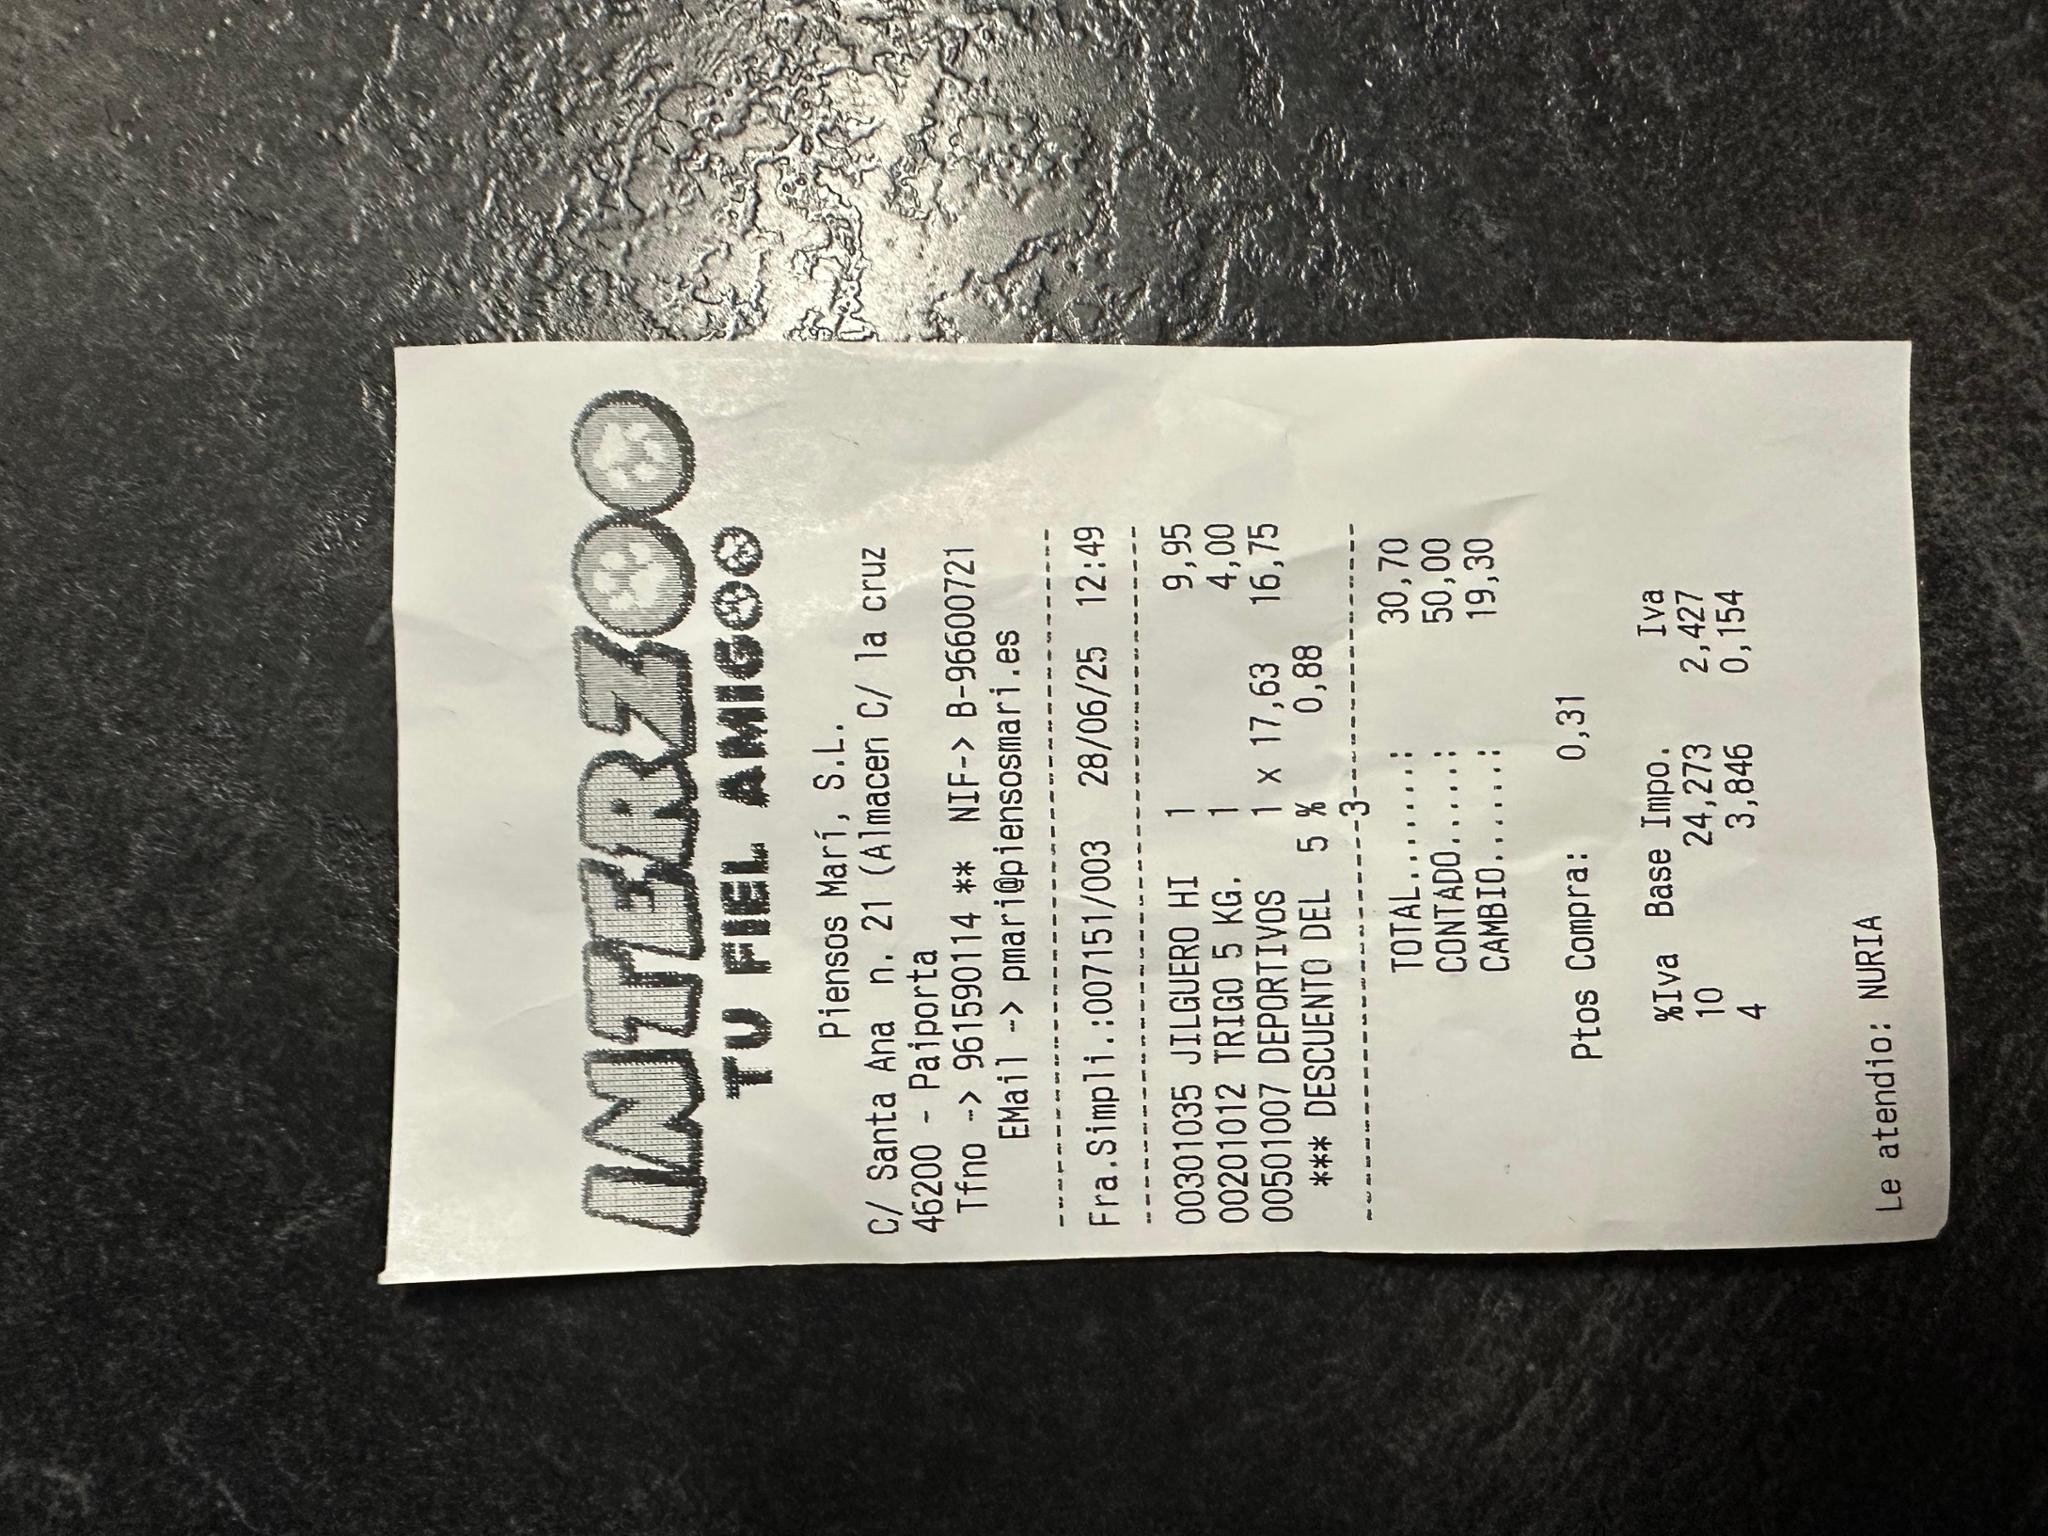 INTERZOO
TU FIEL AMIGOO
Piensos Marí, S.L.
C/ Santa Ana n. 21 (Almacen C/ la cruz
46200 - Paiporta
Tfno -> 961590114 ** NIF-> B-96600721
EMail -> pmari@piensosmari.es
Fra.Simpli.:007151/003 28/06/25 12:49
00301035 JILGUERO HI 1 9,95
00201012 TRIGO 5 KG. 1 4,00
00501007 DEPORTIVOS 1 x 17,63 16,75
*** DESCUENTO DEL 5 % 0,88
3
TOTAL.......: 30,70
CONTADO.....: 50,00
CAMBIO......: 19,30
Ptos Compra: 0,31
%Iva Base Impo. Iva
10 24,273 2,427
4 3,846 0,154
Le atendio: NURIA